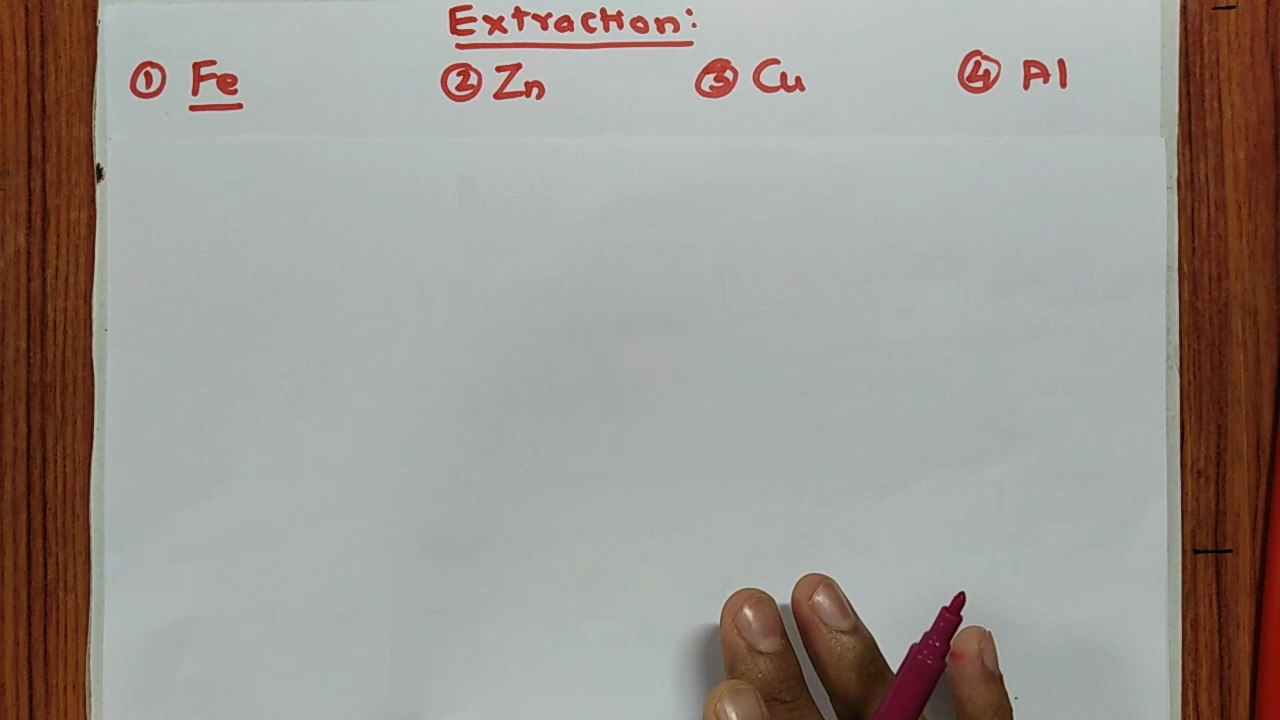 Extraction:
① Fe ② Zn ③ Cu ④ Al